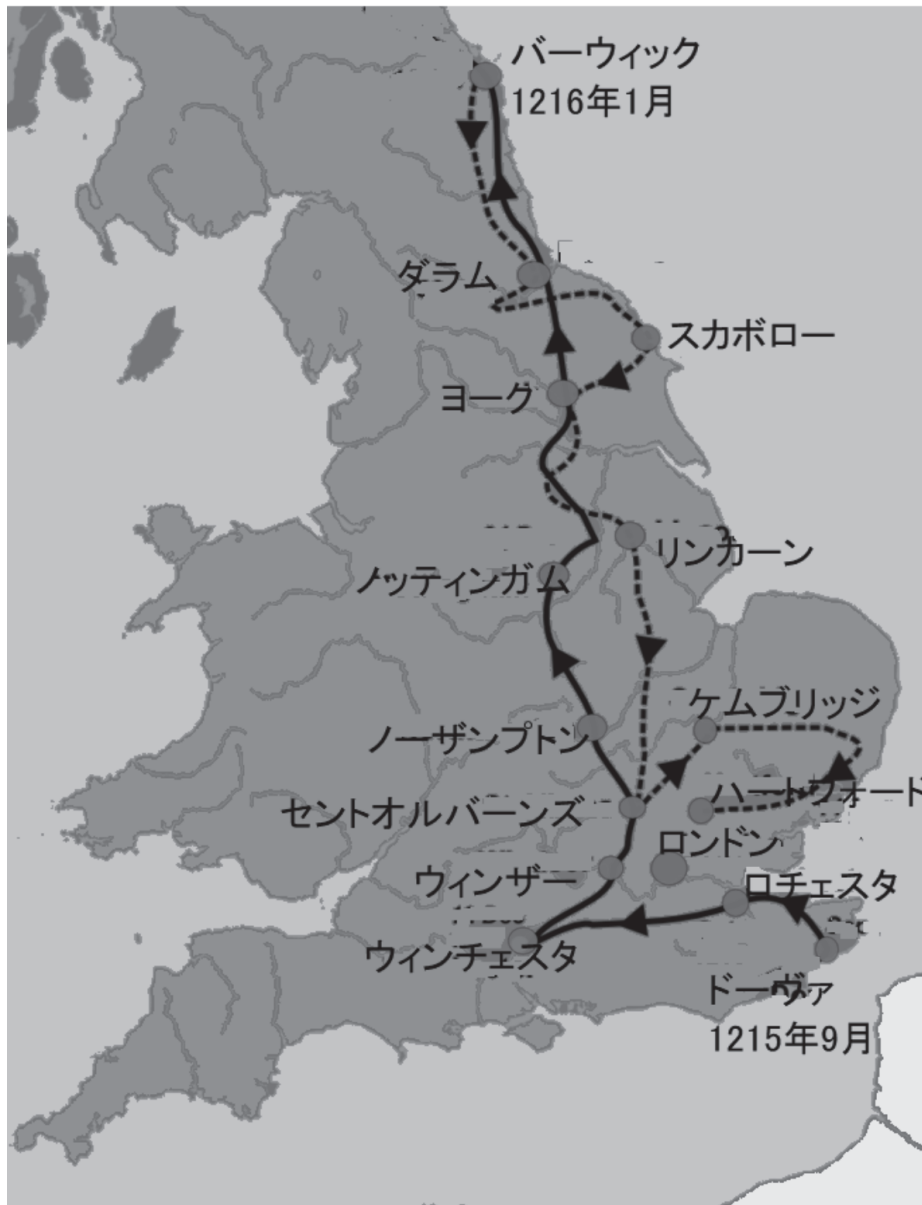 バーウィック
1216年1月
ダラム
スカボロー
ヨーク
リンカーン
ノッティンガム
ケムブリッジ
ノーザンプトン
ハートフォード
セントオルバーンズ
ロンドン
ウィンザー
ロチェスタ
ウィンチェスタ
ドーヴァ
1215年9月